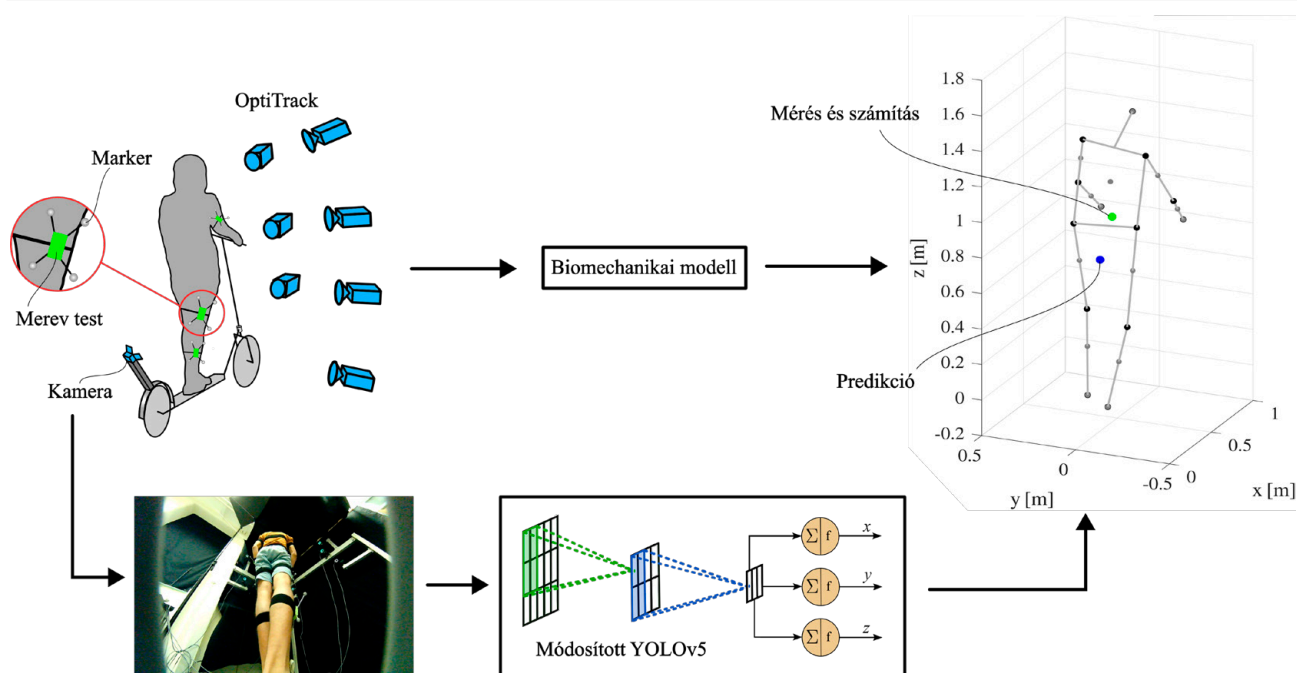 OptiTrack
Marker
Merev test
Kamera
Biomechanikai modell
Mérés és számítás
Predikció
1.8
1.6
1.4
1.2
1
0.8
0.6
0.4
0.2
0
-0.2
z [m]
0.5
0
-0.5
y [m]
0
0.5
1
x [m]
Σ f x
Σ f y
Σ f z
Módosított YOLOv5